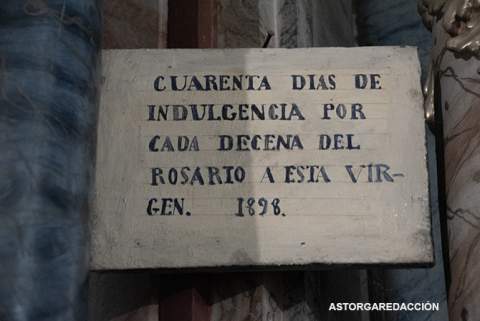 CUARENTA DIAS DE
INDULGENCIA POR
CADA DECENA DEL
ROSARIO A ESTA VIR-
GEN. 1898.
ASTORGAREDACCIÓN